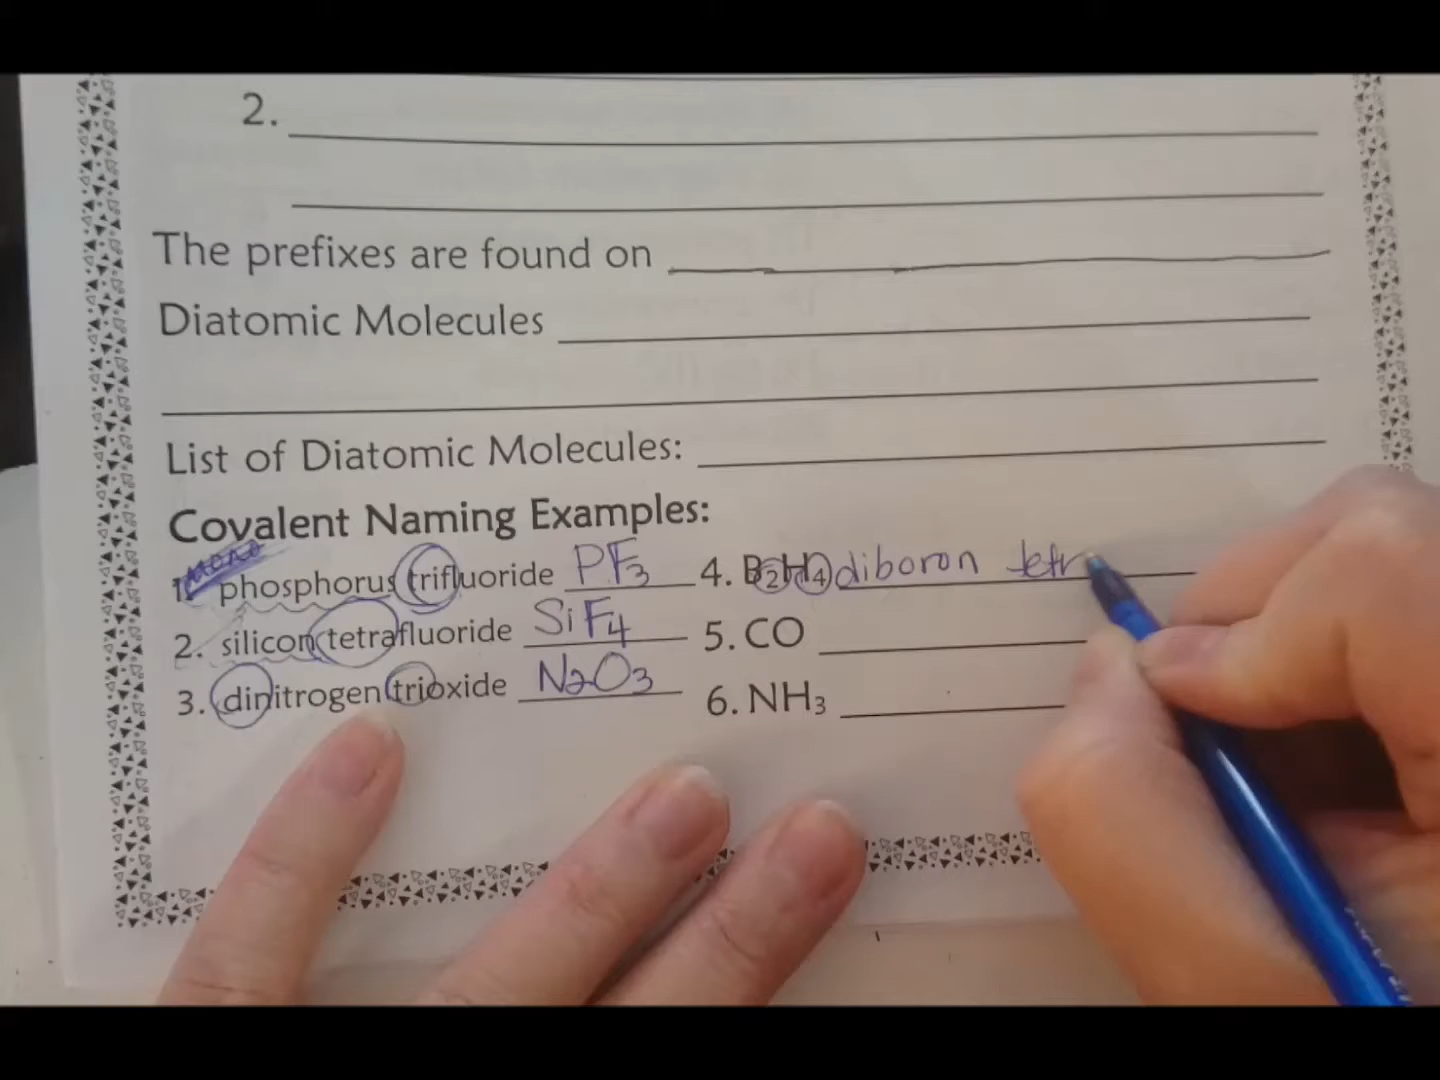 2.
The prefixes are found on
Diatomic Molecules
List of Diatomic Molecules:
Covalent Naming Examples:
mono
1. phosphorus trifluoride PF3 4. B2H4 diboron tetr
2. silicon tetrafluoride SiF4 5. CO
3. dinitrogen trioxide N2O3 6. NH3